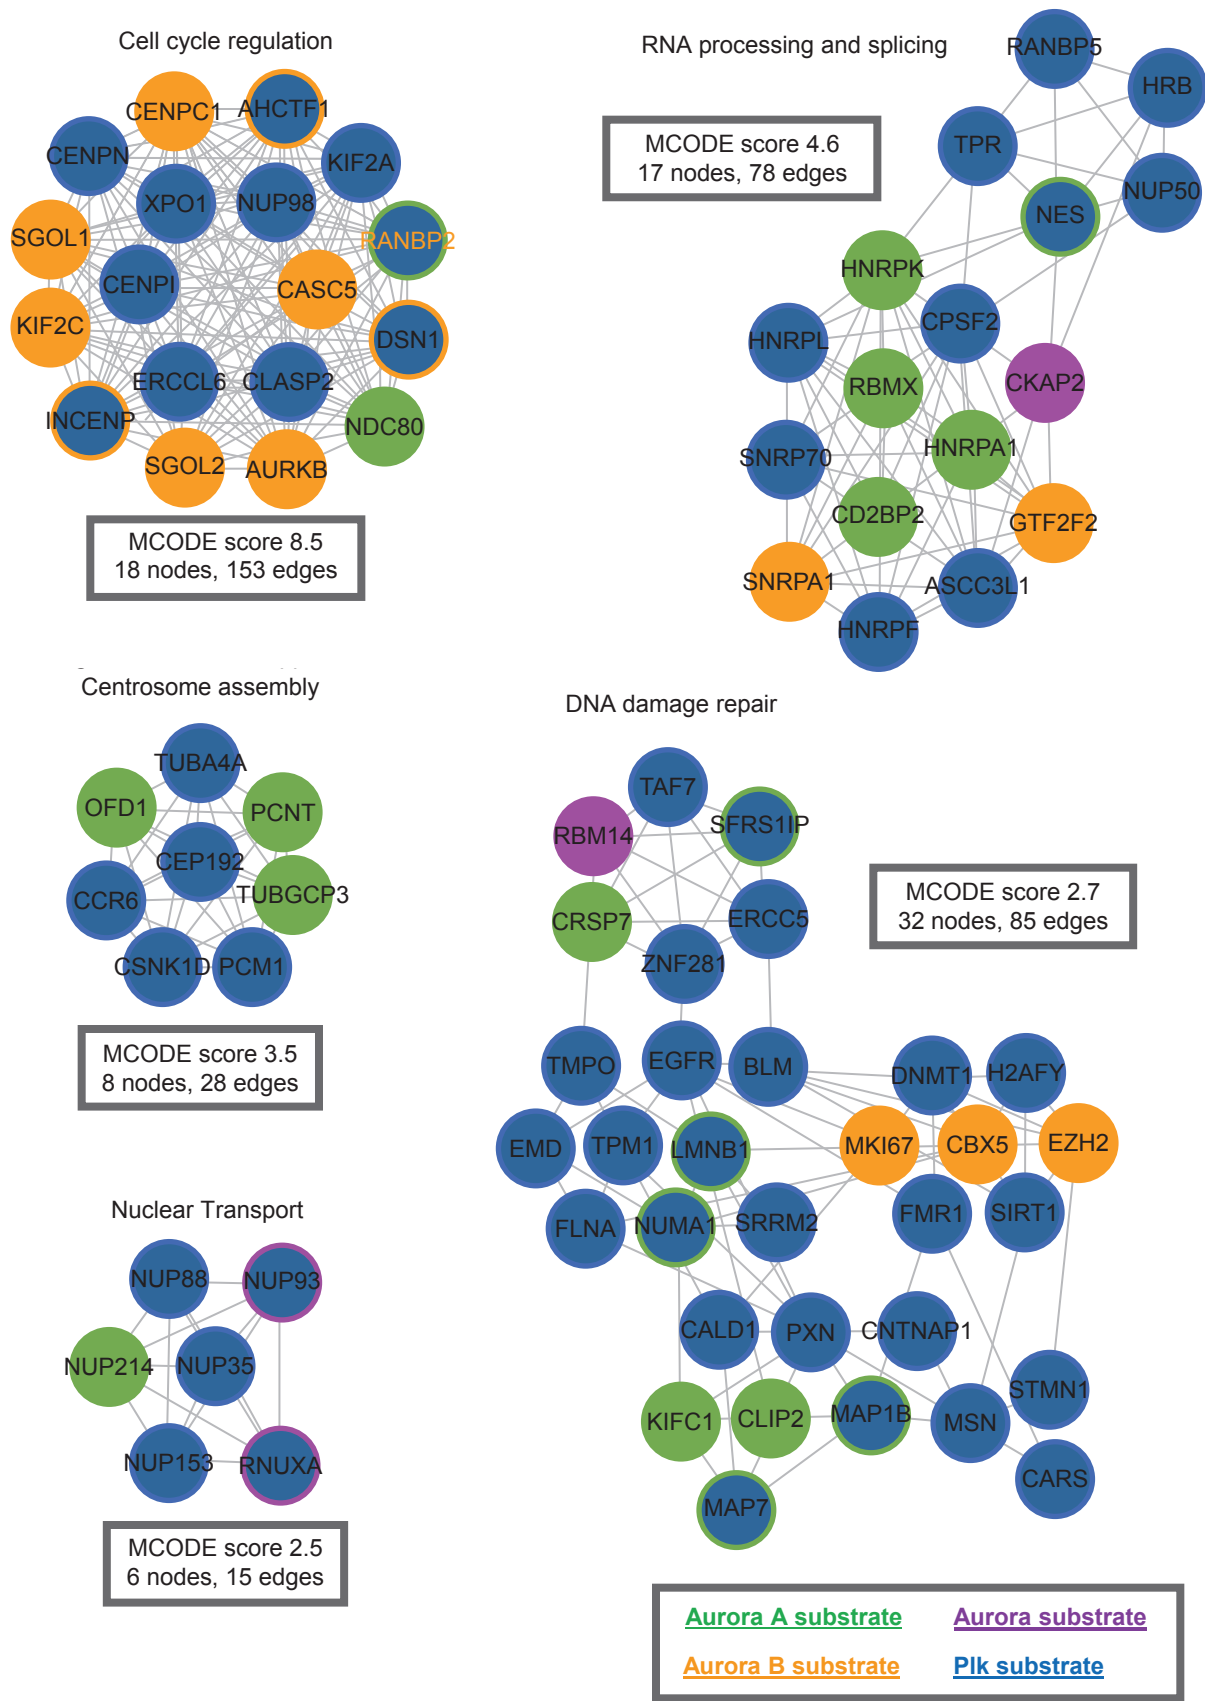 Cell cycle regulation
CENPC1
AHCTF1
CENPN
KIF2A
XPO1
NUP98
SGOL1
RANBP2
CENPI
CASC5
KIF2C
DSN1
ERCCL6
CLASP2
INCENP
NDC80
SGOL2
AURKB
MCODE score 8.5
18 nodes, 153 edges
RNA processing and splicing
MCODE score 4.6
17 nodes, 78 edges
RANBP5
HRB
TPR
NUP50
NES
HNRPK
CPSF2
HNRPL
RBMX
CKAP2
SNRP70
HNRPA1
CD2BP2
GTF2F2
SNRPA1
ASCC3L1
HNRPF
Centrosome assembly
TUBA4A
OFD1
PCNT
CEP192
CCR6
TUBGCP3
CSNK1D
PCM1
MCODE score 3.5
8 nodes, 28 edges
Nuclear Transport
NUP88
NUP93
NUP214
NUP35
NUP153
RNUXA
MCODE score 2.5
6 nodes, 15 edges
DNA damage repair
TAF7
RBM14
SFRS1IP
CRSP7
ERCC5
ZNF281
MCODE score 2.7
32 nodes, 85 edges
TMPO
EGFR
BLM
DNMT1
H2AFY
EMD
TPM1
LMNB1
MKI67
CBX5
EZH2
FLNA
NUMA1
SRRM2
FMR1
SIRT1
CALD1
PXN
CNTNAP1
KIFC1
CLIP2
MAP1B
MSN
STMN1
MAP7
CARS
Aurora A substrate
Aurora substrate
Aurora B substrate
Plk substrate